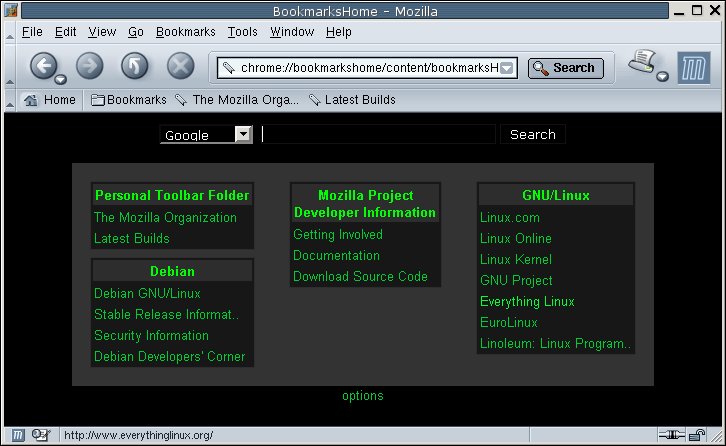 BookmarksHome - Mozilla
File Edit View Go Bookmarks Tools Window Help
chrome://bookmarkshome/content/bookmarksH
Search
Home Bookmarks The Mozilla Orga... Latest Builds
Google Search
Personal Toolbar Folder
The Mozilla Organization
Latest Builds
Debian
Debian GNU/Linux
Stable Release Informat..
Security Information
Debian Developers' Corner
Mozilla Project
Developer Information
Getting Involved
Documentation
Download Source Code
GNU/Linux
Linux.com
Linux Online
Linux Kernel
GNU Project
Everything Linux
EuroLinux
Linoleum: Linux Program..
options
http://www.everythinglinux.org/